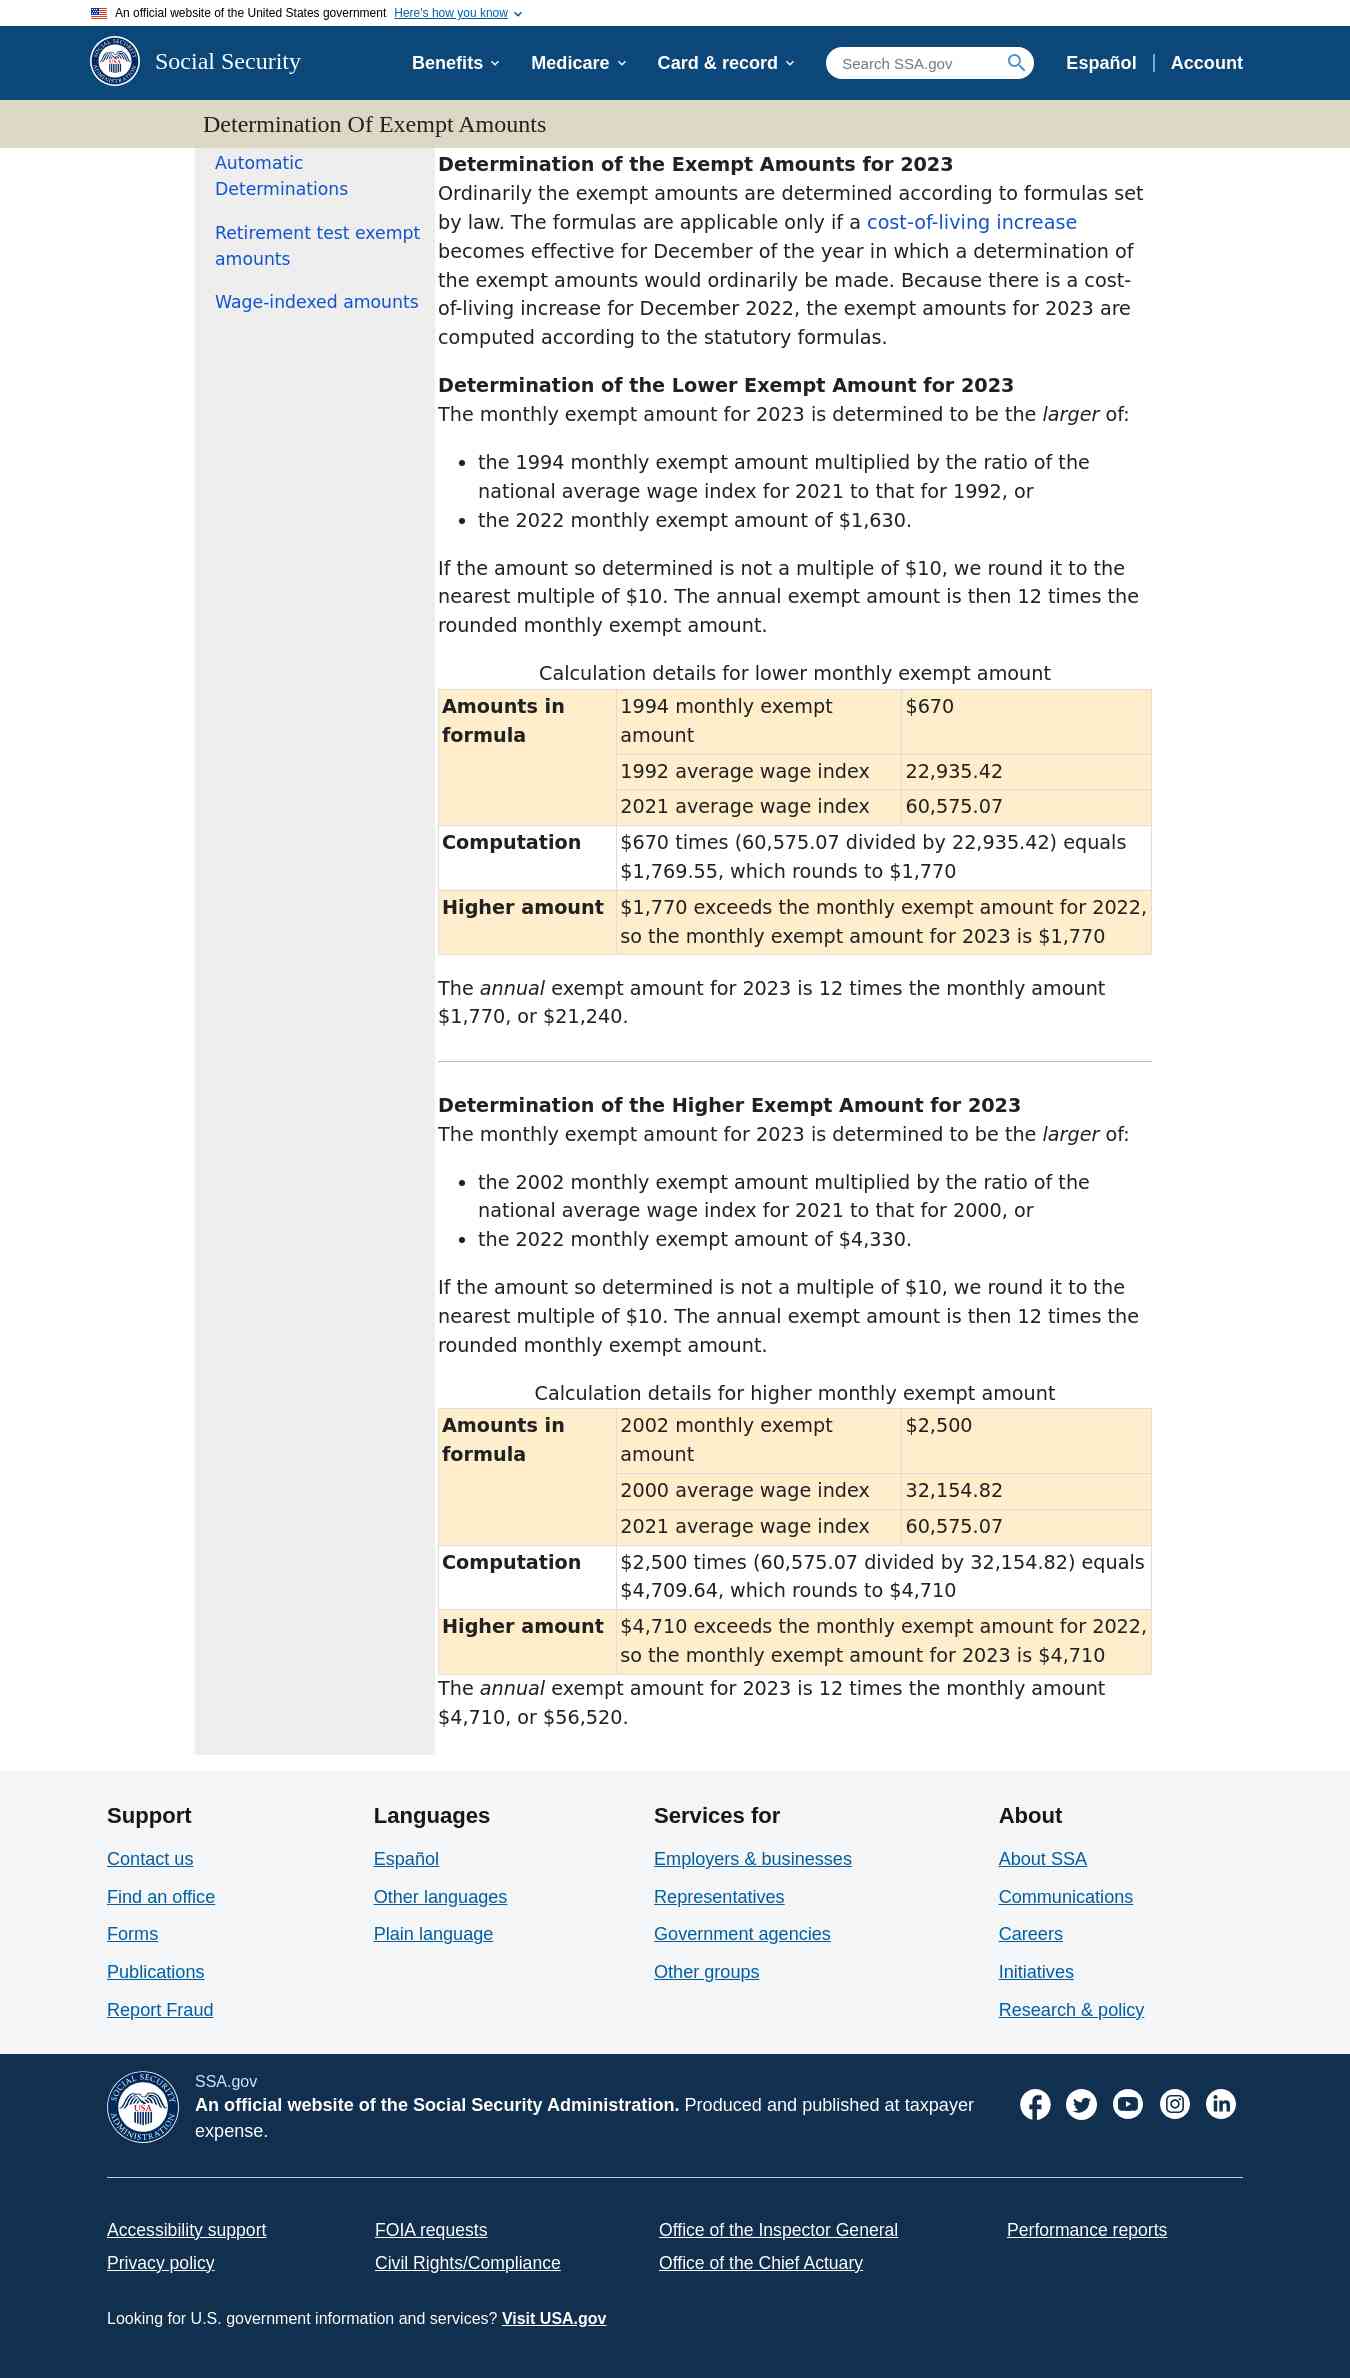 An official website of the United States government Here's how you know
Social Security
Benefits
Medicare
Card & record
Search SSA.gov
Español
Account
Determination Of Exempt Amounts
Automatic
Determinations
Retirement test exempt
amounts
Wage-indexed amounts
Determination of the Exempt Amounts for 2023
Ordinarily the exempt amounts are determined according to formulas set
by law. The formulas are applicable only if a cost-of-living increase
becomes effective for December of the year in which a determination of
the exempt amounts would ordinarily be made. Because there is a cost-
of-living increase for December 2022, the exempt amounts for 2023 are
computed according to the statutory formulas.
Determination of the Lower Exempt Amount for 2023
The monthly exempt amount for 2023 is determined to be the larger of:
• the 1994 monthly exempt amount multiplied by the ratio of the
national average wage index for 2021 to that for 1992, or
• the 2022 monthly exempt amount of $1,630.
If the amount so determined is not a multiple of $10, we round it to the
nearest multiple of $10. The annual exempt amount is then 12 times the
rounded monthly exempt amount.
Calculation details for lower monthly exempt amount
Amounts in
formula
1994 monthly exempt
amount
$670
1992 average wage index
22,935.42
2021 average wage index
60,575.07
Computation
$670 times (60,575.07 divided by 22,935.42) equals
$1,769.55, which rounds to $1,770
Higher amount
$1,770 exceeds the monthly exempt amount for 2022,
so the monthly exempt amount for 2023 is $1,770
The annual exempt amount for 2023 is 12 times the monthly amount
$1,770, or $21,240.
Determination of the Higher Exempt Amount for 2023
The monthly exempt amount for 2023 is determined to be the larger of:
• the 2002 monthly exempt amount multiplied by the ratio of the
national average wage index for 2021 to that for 2000, or
• the 2022 monthly exempt amount of $4,330.
If the amount so determined is not a multiple of $10, we round it to the
nearest multiple of $10. The annual exempt amount is then 12 times the
rounded monthly exempt amount.
Calculation details for higher monthly exempt amount
Amounts in
formula
2002 monthly exempt
amount
$2,500
2000 average wage index
32,154.82
2021 average wage index
60,575.07
Computation
$2,500 times (60,575.07 divided by 32,154.82) equals
$4,709.64, which rounds to $4,710
Higher amount
$4,710 exceeds the monthly exempt amount for 2022,
so the monthly exempt amount for 2023 is $4,710
The annual exempt amount for 2023 is 12 times the monthly amount
$4,710, or $56,520.
Support
Contact us
Find an office
Forms
Publications
Report Fraud
Languages
Español
Other languages
Plain language
Services for
Employers & businesses
Representatives
Government agencies
Other groups
About
About SSA
Communications
Careers
Initiatives
Research & policy
SOCIAL SECURITY
USA
ADMINISTRATION
SSA.gov
An official website of the Social Security Administration. Produced and published at taxpayer
expense.
Accessibility support
FOIA requests
Office of the Inspector General
Performance reports
Privacy policy
Civil Rights/Compliance
Office of the Chief Actuary
Looking for U.S. government information and services? Visit USA.gov